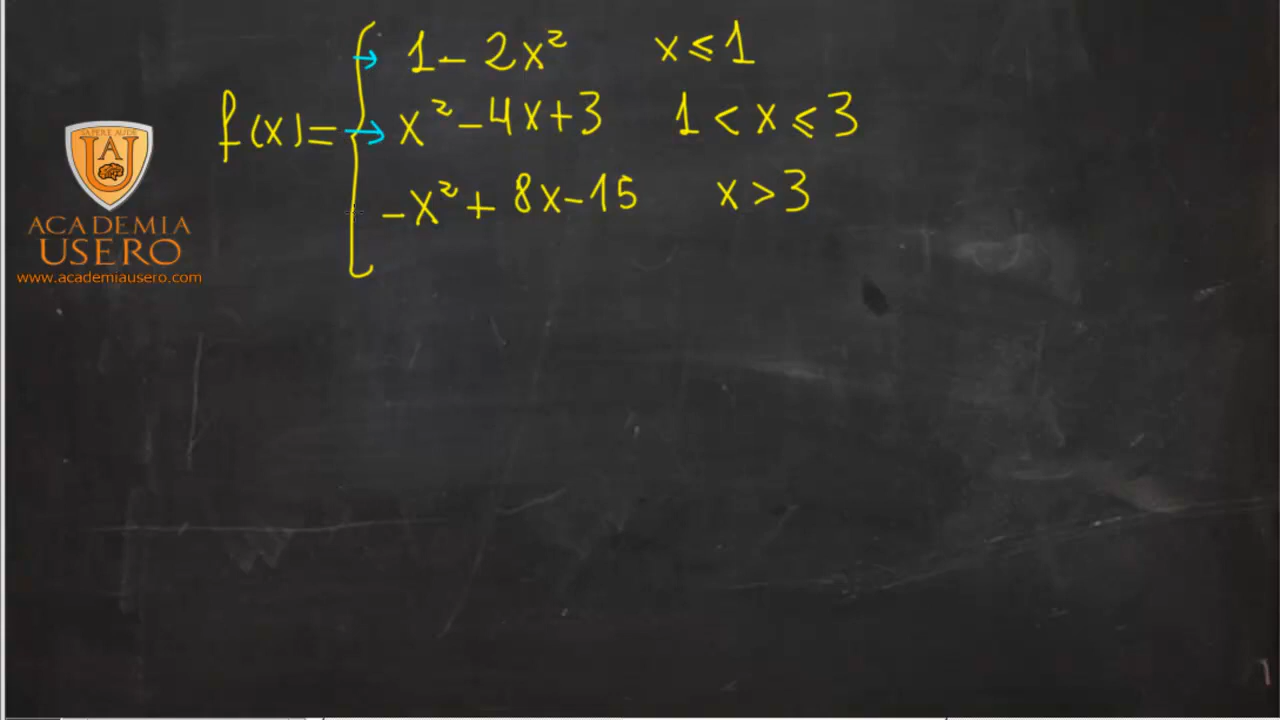 1 - 2x² x ⩽ 1
f(x) = x² - 4x + 3 1 < x ⩽ 3
-x² + 8x - 15 x > 3
SAPERE AUDE
UA
ACADEMIA
USERO
www.academiausero.com